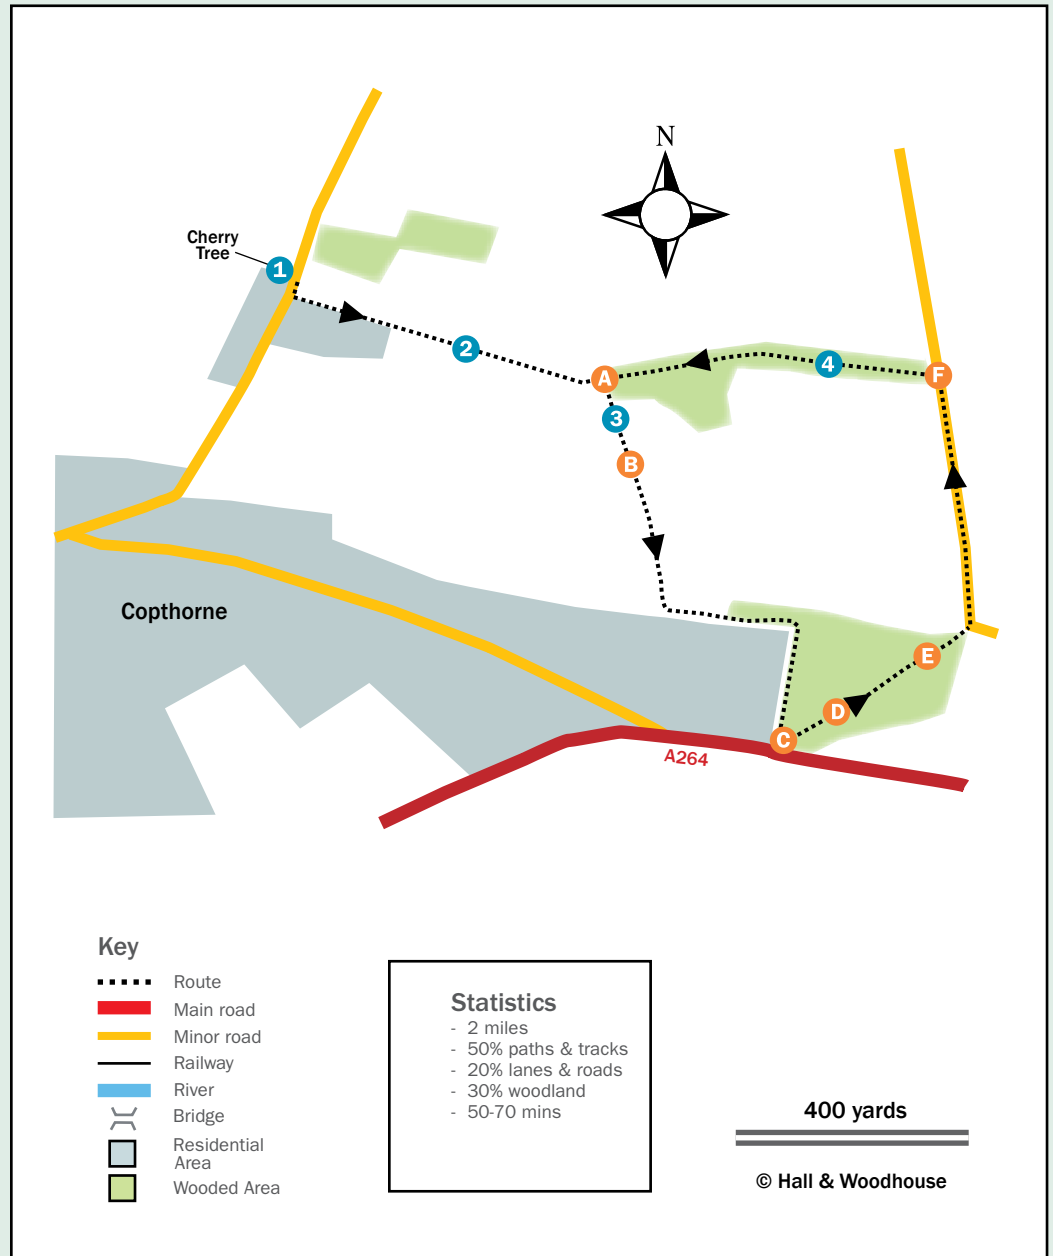 N
Cherry
Tree
1
2
A
4
F
3
B
Copthorne
E
D
C
A264
Key
Route
Main road
Minor road
Railway
River
Bridge
Residential
Area
Wooded Area
Statistics
- 2 miles
- 50% paths & tracks
- 20% lanes & roads
- 30% woodland
- 50-70 mins
400 yards
© Hall & Woodhouse